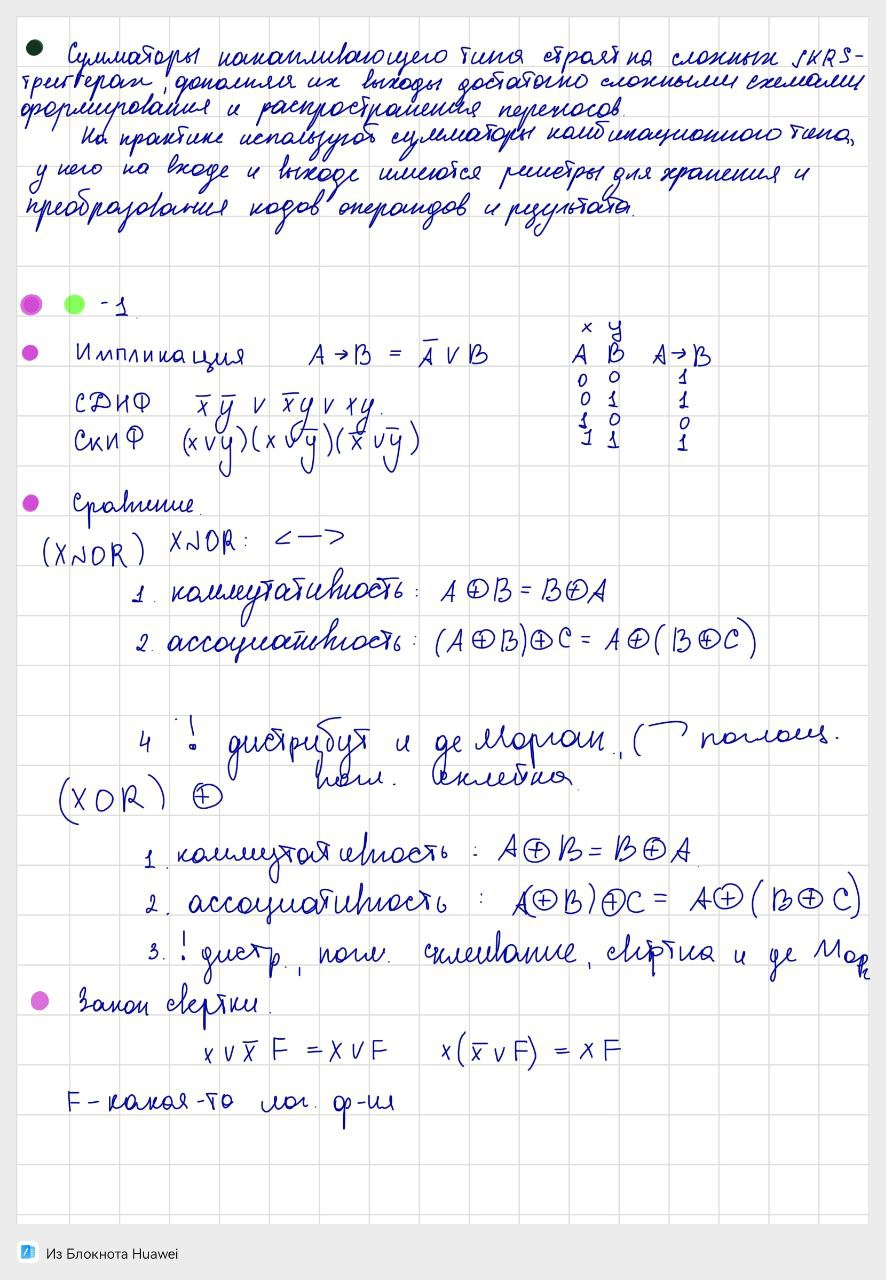 Сумматоры накапливающего типа строят на сложных JKRS-
триггерах, дополняя их выходы достаточно сложными схемами
формирования и распространения переносов.
На практике используют сумматоры комбинационного типа,
у него на входе и выходе имеются регистры для хранения и
преобразования кодов операндов и результата.
-1
x y
Импликация A → B = A̅ ∨ B A B A→B
0 0 1
СДНФ x̅ y̅ ∨ x̅ y ∨ x y. 0 1 1
1 0 0
СКНФ (x ∨ y)(x ∨ y̅)(x̅ ∨ y̅) 1 1 1
Сравнение.
(XNOR) XNOR: <—>
1. коммутативность: A ⊕ B = B ⊕ A
2. ассоциативность: (A ⊕ B) ⊕ C = A ⊕ (B ⊕ C)
4 ! дистрибут и де Морган, ( поглощ.
погл. склейка
(XOR) ⊕
1. коммутативность: A ⊕ B = B ⊕ A
2. ассоциативность: (A ⊕ B) ⊕ C = A ⊕ (B ⊕ C)
3. ! дистр., погл. склеивание, свёртка и де Мор
Закон свертки.
x ∨ x̅ F = x ∨ F x(x̅ ∨ F) = x F
F – какая-то лог. ф-ия
Из Блокнота Huawei